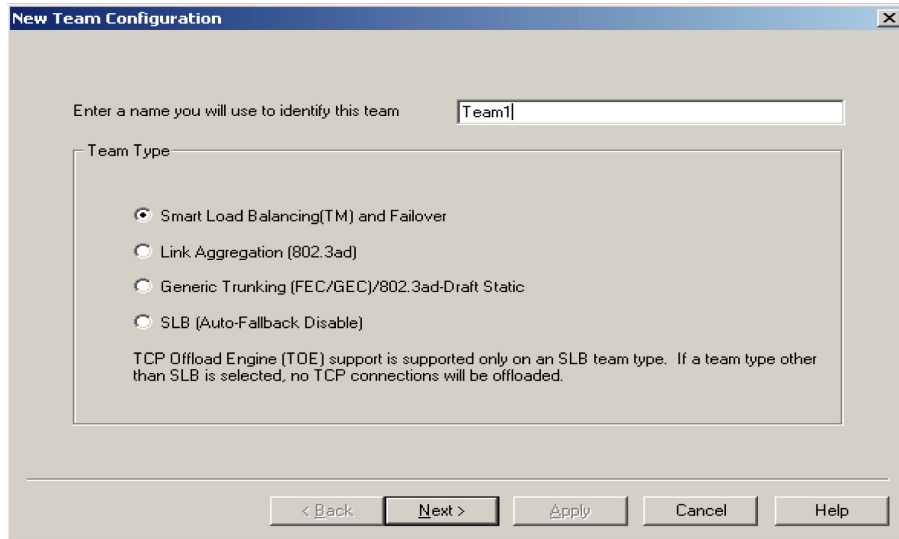 New Team Configuration
Enter a name you will use to identify this team
Team1
Team Type
Smart Load Balancing(TM) and Failover
Link Aggregation (802.3ad)
Generic Trunking (FEC/GEC)/802.3ad-Draft Static
SLB (Auto-Fallback Disable)
TCP Offload Engine (TOE) support is supported only on an SLB team type.  If a team type other
than SLB is selected, no TCP connections will be offloaded.
< Back
Next >
Apply
Cancel
Help